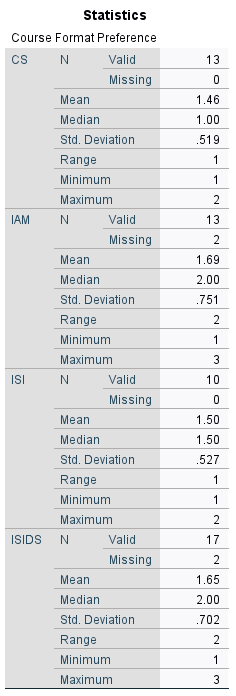 Statistics
Course Format Preference
CS N Valid 13
Missing 0
Mean 1.46
Median 1.00
Std. Deviation .519
Range 1
Minimum 1
Maximum 2
IAM N Valid 13
Missing 2
Mean 1.69
Median 2.00
Std. Deviation .751
Range 2
Minimum 1
Maximum 3
ISI N Valid 10
Missing 0
Mean 1.50
Median 1.50
Std. Deviation .527
Range 1
Minimum 1
Maximum 2
ISIDS N Valid 17
Missing 2
Mean 1.65
Median 2.00
Std. Deviation .702
Range 2
Minimum 1
Maximum 3